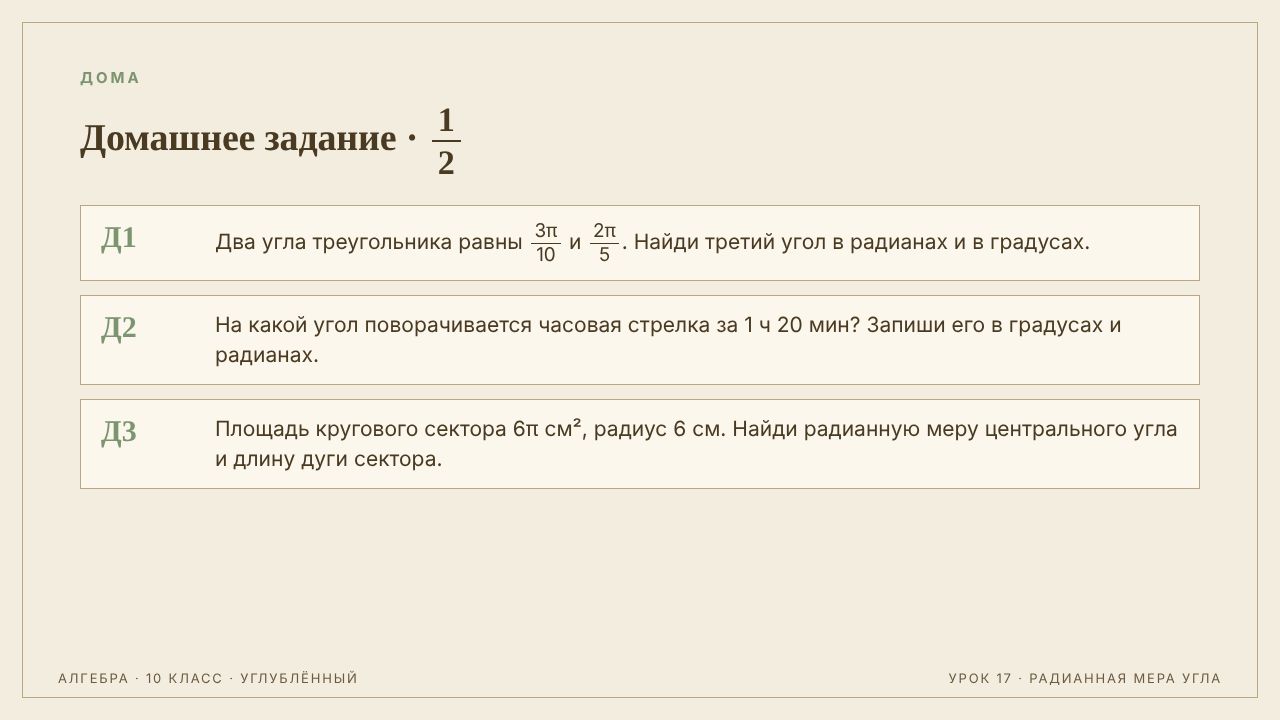 ДОМА
Домашнее задание · 1/2
Д1
Два угла треугольника равны 3π/10 и 2π/5. Найди третий угол в радианах и в градусах.
Д2
На какой угол поворачивается часовая стрелка за 1 ч 20 мин? Запиши его в градусах и
радианах.
Д3
Площадь кругового сектора 6π см², радиус 6 см. Найди радианную меру центрального угла
и длину дуги сектора.
АЛГЕБРА · 10 КЛАСС · УГЛУБЛЁННЫЙ
УРОК 17 · РАДИАННАЯ МЕРА УГЛА